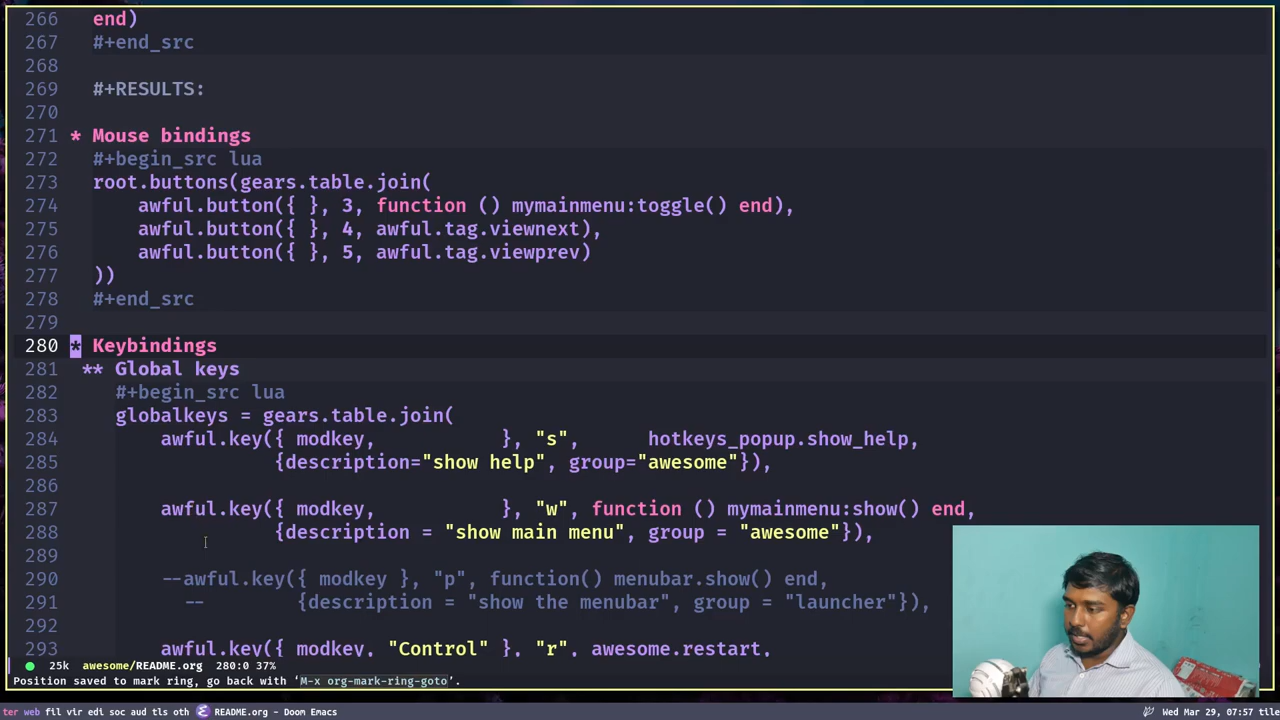 266 end)
267 #+end_src
268
269 #+RESULTS:
270
271 * Mouse bindings
272 #+begin_src lua
273 root.buttons(gears.table.join(
274 awful.button({ }, 3, function () mymainmenu:toggle() end),
275 awful.button({ }, 4, awful.tag.viewnext),
276 awful.button({ }, 5, awful.tag.viewprev)
277 ))
278 #+end_src
279
280 * Keybindings
281 ** Global keys
282 #+begin_src lua
283 globalkeys = gears.table.join(
284 awful.key({ modkey, }, "s", hotkeys_popup.show_help,
285 {description="show help", group="awesome"}),
286
287 awful.key({ modkey, }, "w", function () mymainmenu:show() end,
288 {description = "show main menu", group = "awesome"}),
289
290 --awful.key({ modkey }, "p", function() menubar.show() end,
291 -- {description = "show the menubar", group = "launcher"}),
292
293 awful.key({ modkey, "Control" }, "r", awesome.restart,
25k awesome/README.org 280:0 37%
Position saved to mark ring, go back with ‘M-x org-mark-ring-goto’.
ter web fil vir edi soc aud tls oth README.org - Doom Emacs Wed Mar 29, 07:57 tile